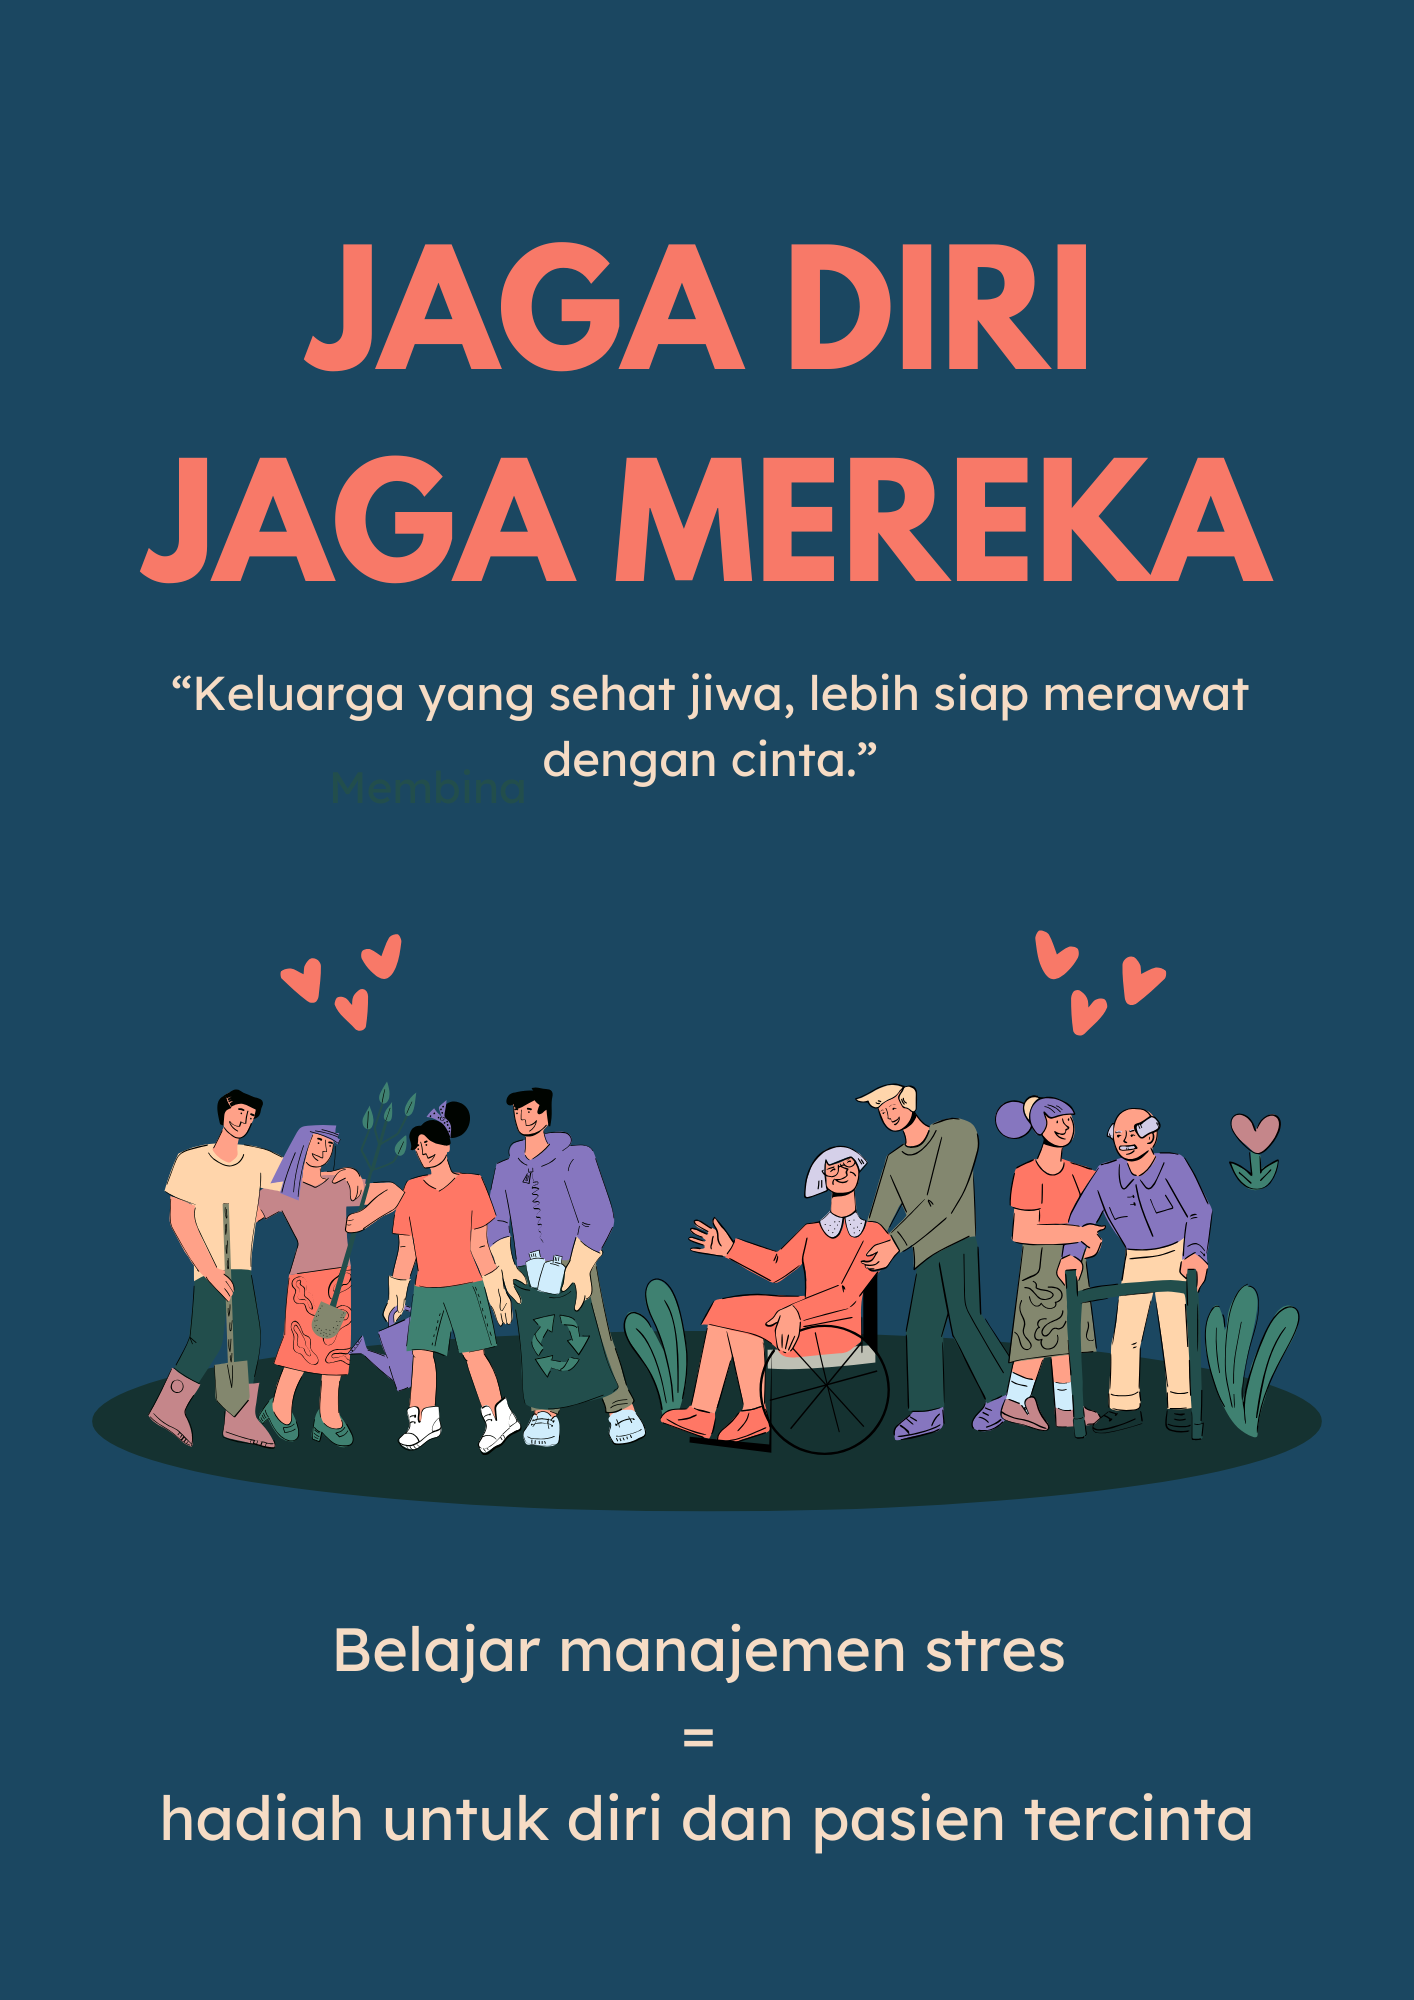 JAGA DIRI
JAGA MEREKA
“Keluarga yang sehat jiwa, lebih siap merawat
dengan cinta.”
Membina
Belajar manajemen stres
=
hadiah untuk diri dan pasien tercinta